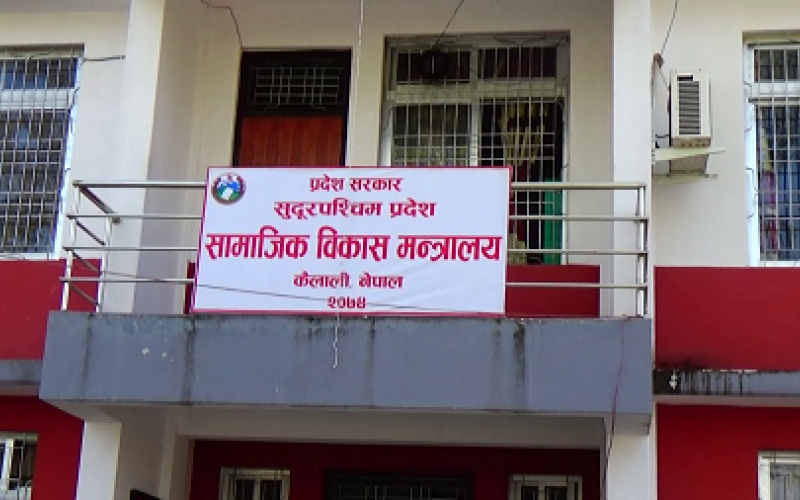 प्रदेश सरकार
सुदूरपश्चिम प्रदेश
सामाजिक विकास मन्त्रालय
कैलाली, नेपाल
२०७४